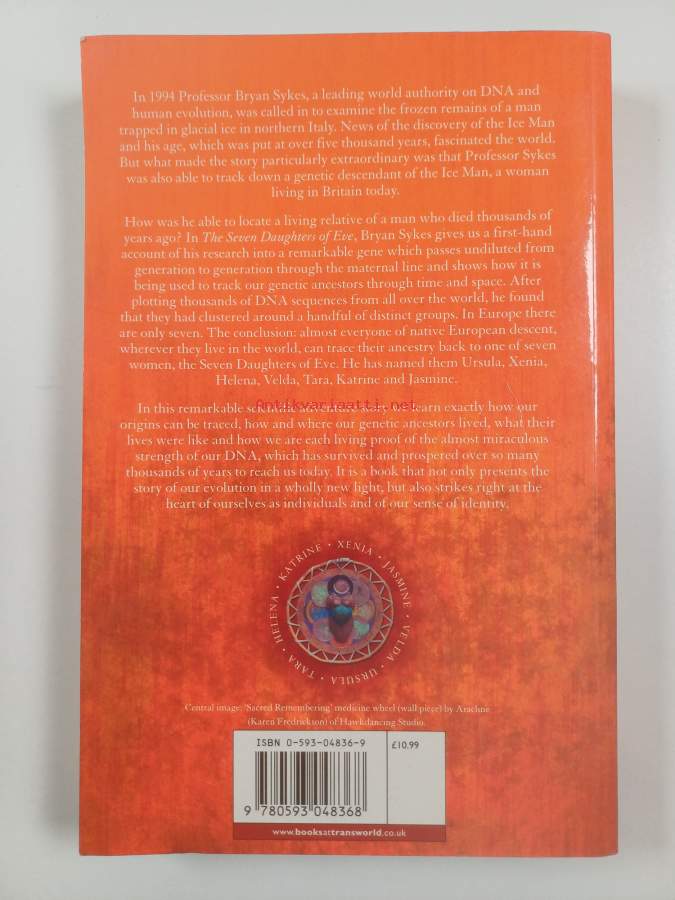 In 1994 Professor Bryan Sykes, a leading world authority on DNA and
human evolution, was called in to examine the frozen remains of a man
trapped in glacial ice in northern Italy. News of the discovery of the Ice Man
and his age, which was put at over five thousand years, fascinated the world.
But what made the story particularly extraordinary was that Professor Sykes
was also able to track down a genetic descendant of the Ice Man, a woman
living in Britain today.
How was he able to locate a living relative of a man who died thousands of
years ago? In The Seven Daughters of Eve, Bryan Sykes gives us a first-hand
account of his research into a remarkable gene which passes undiluted from
generation to generation through the maternal line and shows how it is
being used to track our genetic ancestors through time and space. After
plotting thousands of DNA sequences from all over the world, he found
that they had clustered around a handful of distinct groups. In Europe there
are only seven. The conclusion: almost everyone of native European descent,
wherever they live in the world, can trace their ancestry back to one of seven
women, the Seven Daughters of Eve. He has named them Ursula, Xenia,
Helena, Velda, Tara, Katrine and Jasmine.
antikvariaatti.net
In this remarkable scientific adventure story we learn exactly how our
origins can be traced, how and where our genetic ancestors lived, what their
lives were like and how we are each living proof of the almost miraculous
strength of our DNA, which has survived and prospered over so many
thousands of years to reach us today. It is a book that not only presents the
story of our evolution in a wholly new light, but also strikes right at the
heart of ourselves as individuals and of our sense of identity.
XENIA · JASMINE · VELDA · URSULA · TARA · HELENA · KATRINE ·
Central image: 'Sacred Remembering' medicine wheel (wall piece) by Arachne
(Karen Fredrickson) of Hawkdancing Studio.
ISBN 0-593-04836-9
£10.99
9 780593 048368
www.booksattransworld.co.uk